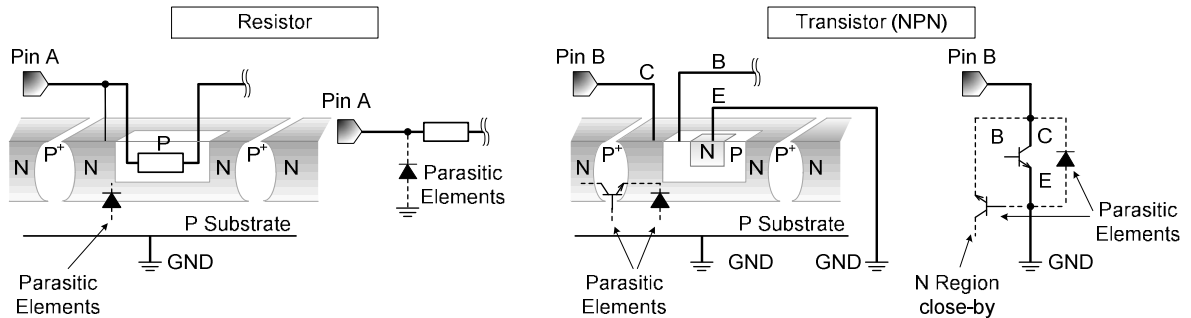 Resistor
Transistor (NPN)
Pin A
Pin B
C
B
E
Pin B
Pin A
N
P+
N
P
P+
N
N
P+
N
P
P+
N
B
C
E
Parasitic
Elements
P Substrate
GND
Parasitic
Elements
P Substrate
GND
GND
Parasitic
Elements
Parasitic
Elements
GND
N Region
close-by